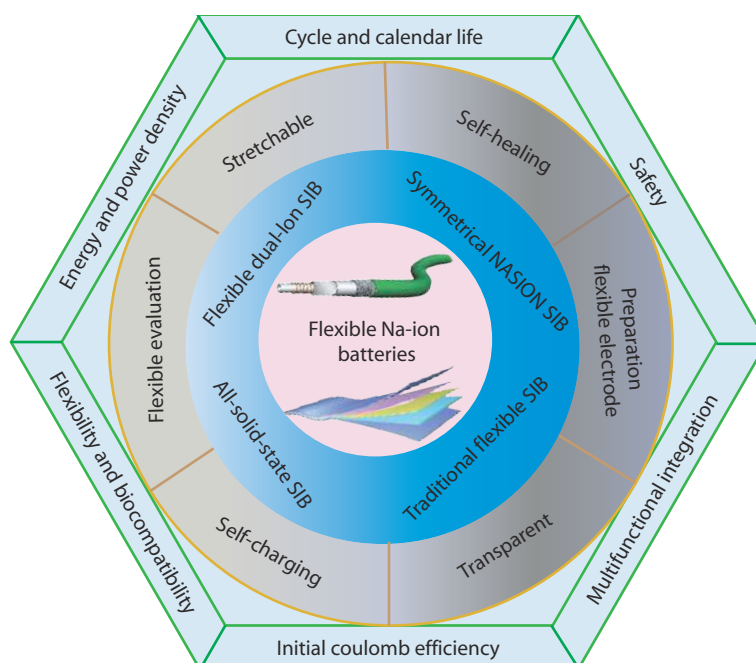 Cycle and calendar life
Energy and power density
Safety
Stretchable
Self-healing
Flexible dual-Ion SIB
Symmetrical NASION SIB
Flexible evaluation
Preparation
flexible electrode
Flexible Na-ion
batteries
All-solid-state SIB
Traditional flexible SIB
Self-charging
Transparent
Flexibility and biocompatibility
Multifunctional integration
Initial coulomb efficiency